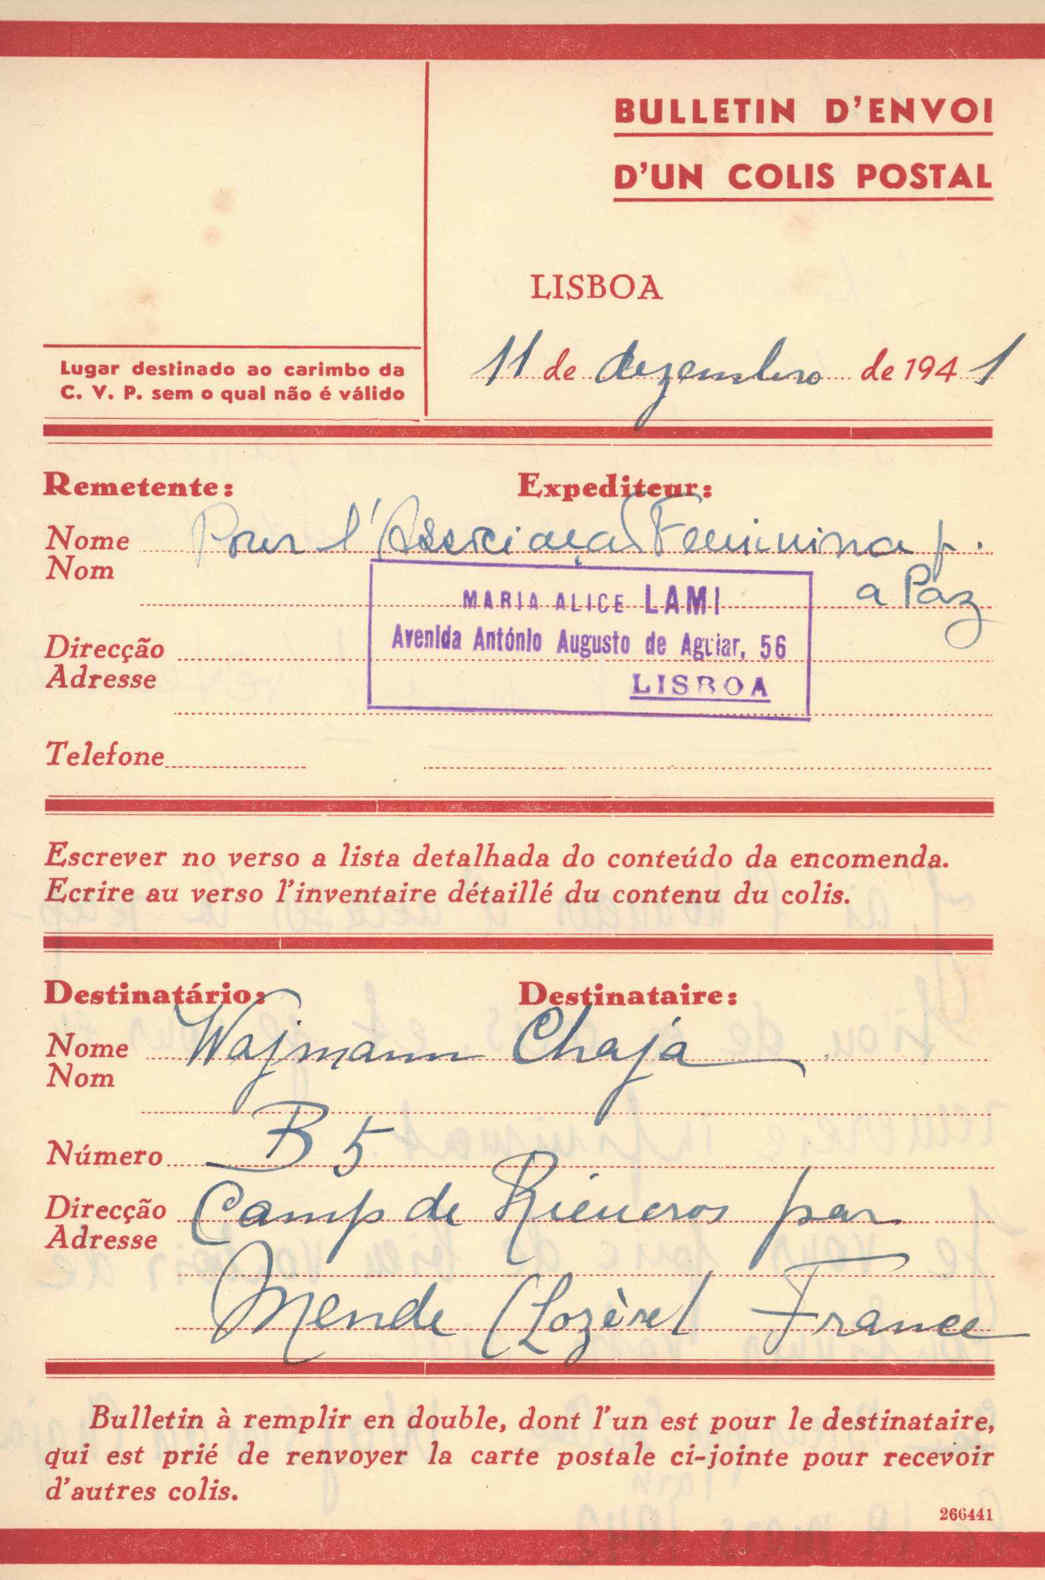 BULLETIN D'ENVOI
D'UN COLIS POSTAL
LISBOA
11 de dezembro de 1941
Lugar destinado ao carimbo da
C. V. P. sem o qual não é válido
Remetente: Expediteur:
Nome Pour l'Associação Feminina p.
Nom
a Paz
MARIA ALICE LAMI
Direcção Avenida António Augusto de Aguiar, 56
Adresse LISBOA
Telefone
Escrever no verso a lista detalhada do conteúdo da encomenda.
Ecrire au verso l'inventaire détaillé du contenu du colis.
Destinatário: Destinataire:
Nome Wajmann Chaja
Nom
Número B 5
Direcção Camp de Rieucros par
Adresse
Mende (Lozère) France
Bulletin à remplir en double, dont l'un est pour le destinataire,
qui est prié de renvoyer la carte postale ci-jointe pour recevoir
d'autres colis.
266441